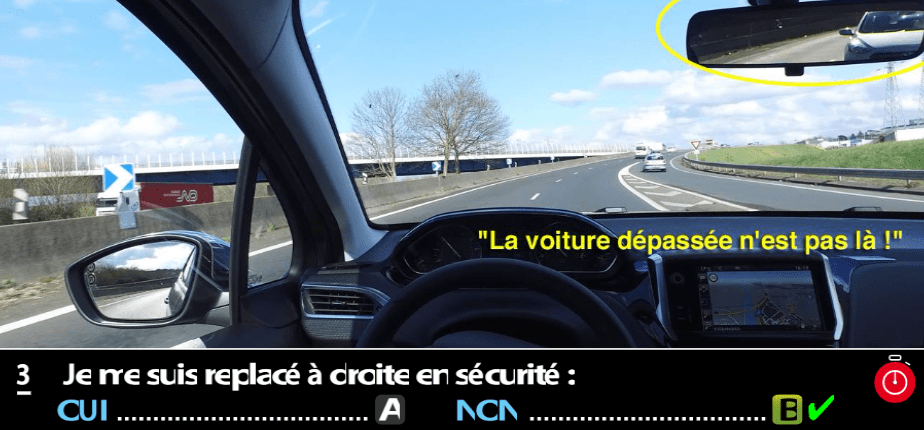 "La voiture dépassée n'est pas là !"
3 Je me suis replacé à droite en sécurité :
OUI .................................. A NON ................................ B